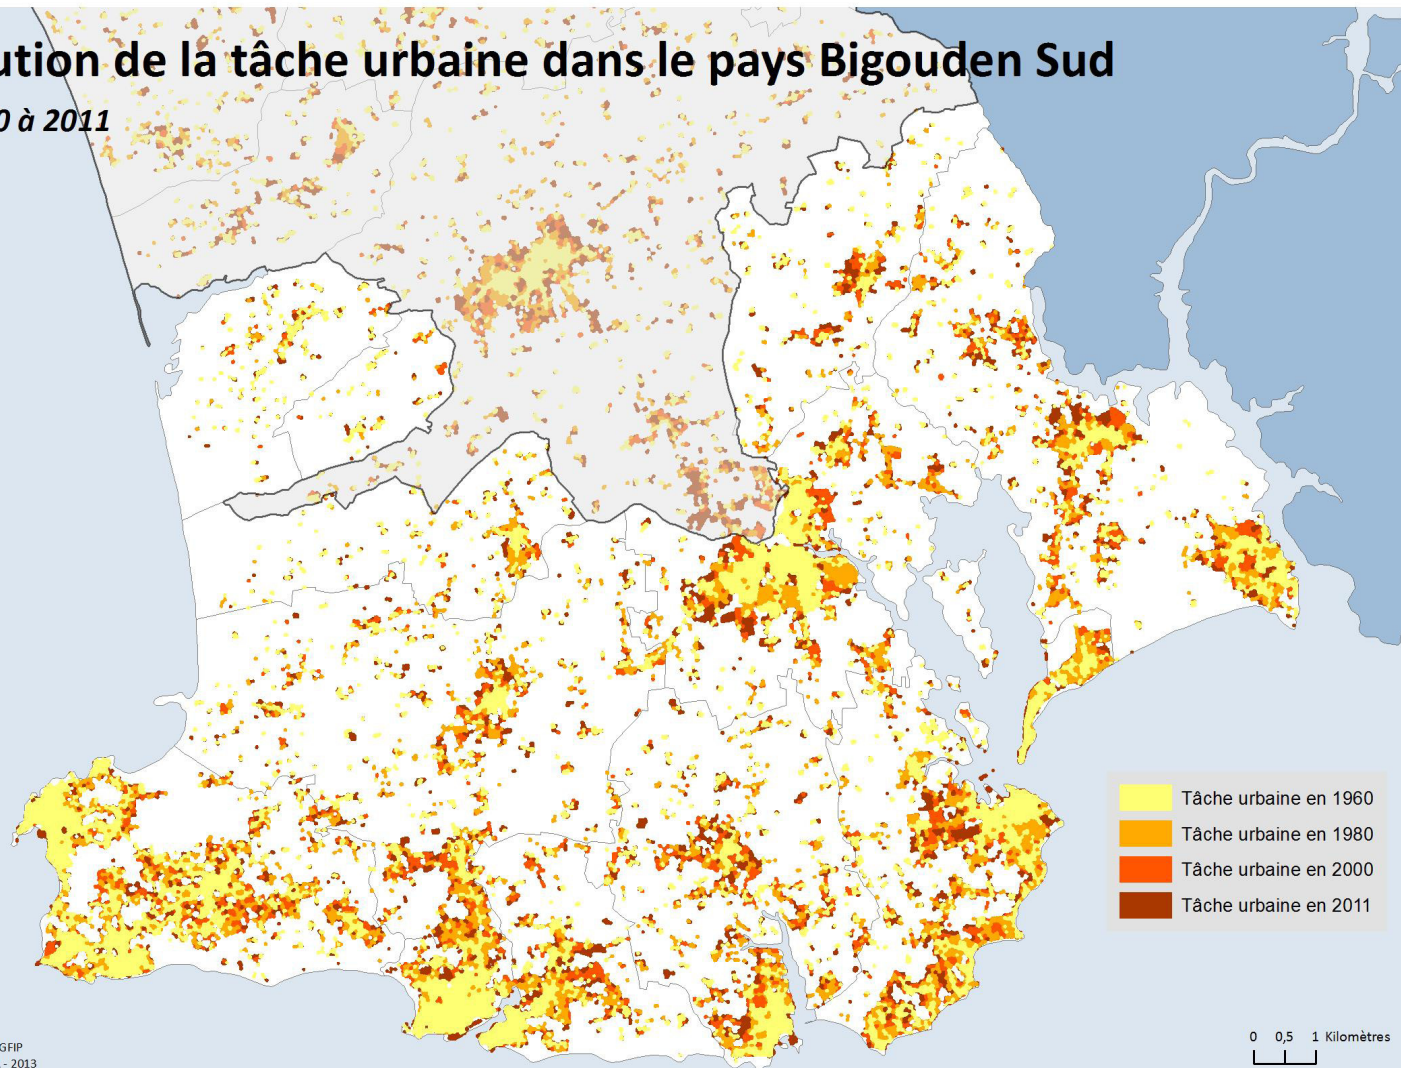 ution de la tâche urbaine dans le pays Bigouden Sud
0 à 2011
Tâche urbaine en 1960
Tâche urbaine en 1980
Tâche urbaine en 2000
Tâche urbaine en 2011
0 0,5 1 Kilomètres
GFIP
- 2013